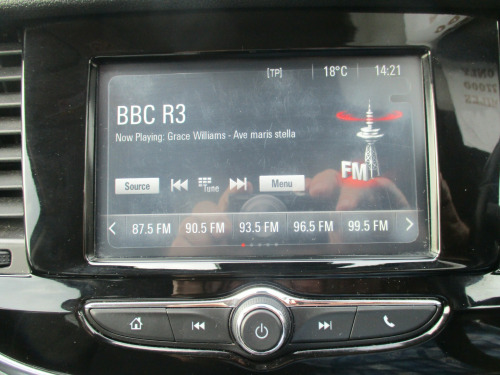 [TP] 18°C 14:21
BBC R3
Now Playing: Grace Williams - Ave maris stella
FM
Source Tune Menu
87.5 FM 90.5 FM 93.5 FM 96.5 FM 99.5 FM